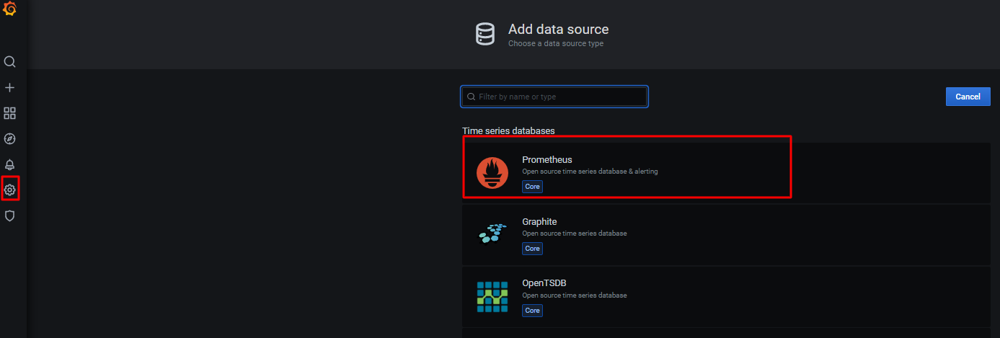 Add data source
Choose a data source type
Filter by name or type
Cancel
Time series databases
Prometheus
Open source time series database & alerting
Core
Graphite
Open source time series database
Core
OpenTSDB
Open source time series database
Core